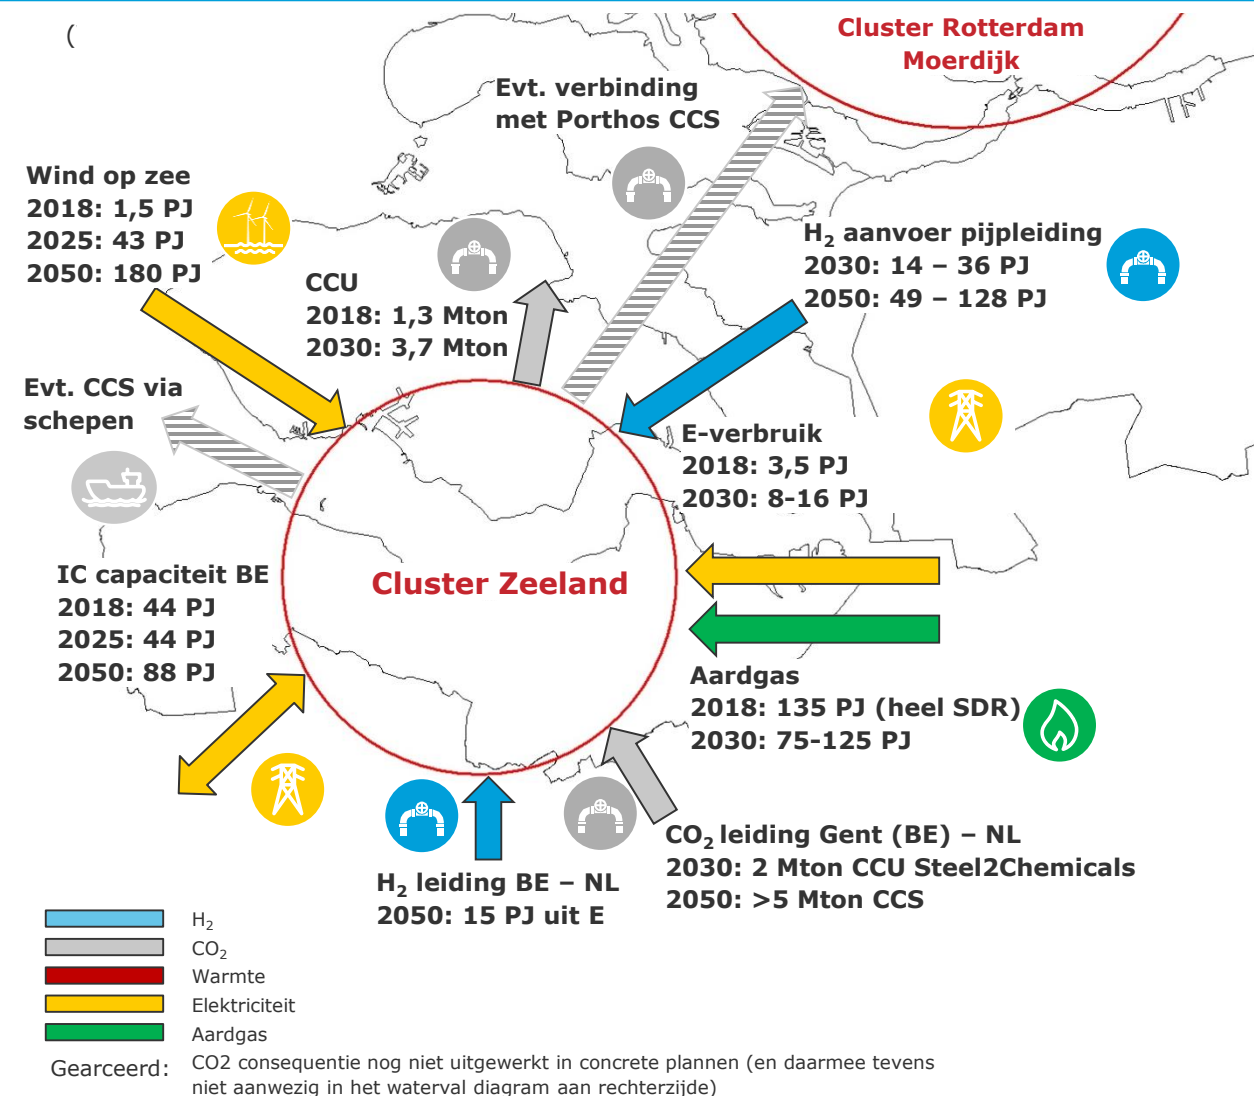 (
Cluster Rotterdam
Moerdijk
Evt. verbinding
met Porthos CCS
Wind op zee
2018: 1,5 PJ
2025: 43 PJ
2050: 180 PJ
H₂ aanvoer pijpleiding
2030: 14 – 36 PJ
2050: 49 – 128 PJ
CCU
2018: 1,3 Mton
2030: 3,7 Mton
Evt. CCS via
schepen
E-verbruik
2018: 3,5 PJ
2030: 8-16 PJ
IC capaciteit BE
2018: 44 PJ
2025: 44 PJ
2050: 88 PJ
Cluster Zeeland
Aardgas
2018: 135 PJ (heel SDR)
2030: 75-125 PJ
CO₂ leiding Gent (BE) – NL
2030: 2 Mton CCU Steel2Chemicals
2050: >5 Mton CCS
H₂ leiding BE – NL
2050: 15 PJ uit E
H₂
CO₂
Warmte
Elektriciteit
Aardgas
Gearceerd: CO2 consequentie nog niet uitgewerkt in concrete plannen (en daarmee tevens
niet aanwezig in het waterval diagram aan rechterzijde)